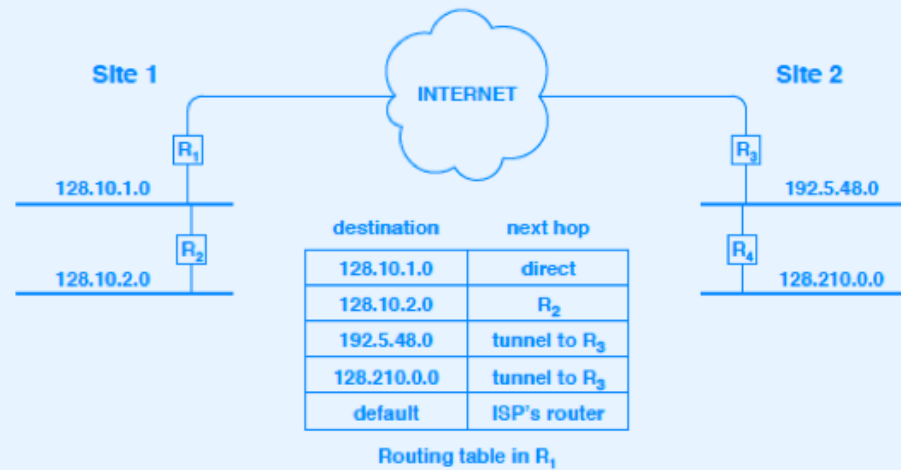 Site 1
INTERNET
Site 2
R₁
R₃
128.10.1.0
192.5.48.0
R₂
R₄
128.10.2.0
128.210.0.0
destination next hop
128.10.1.0 direct
128.10.2.0 R₂
192.5.48.0 tunnel to R₃
128.210.0.0 tunnel to R₃
default ISP's router
Routing table in R₁